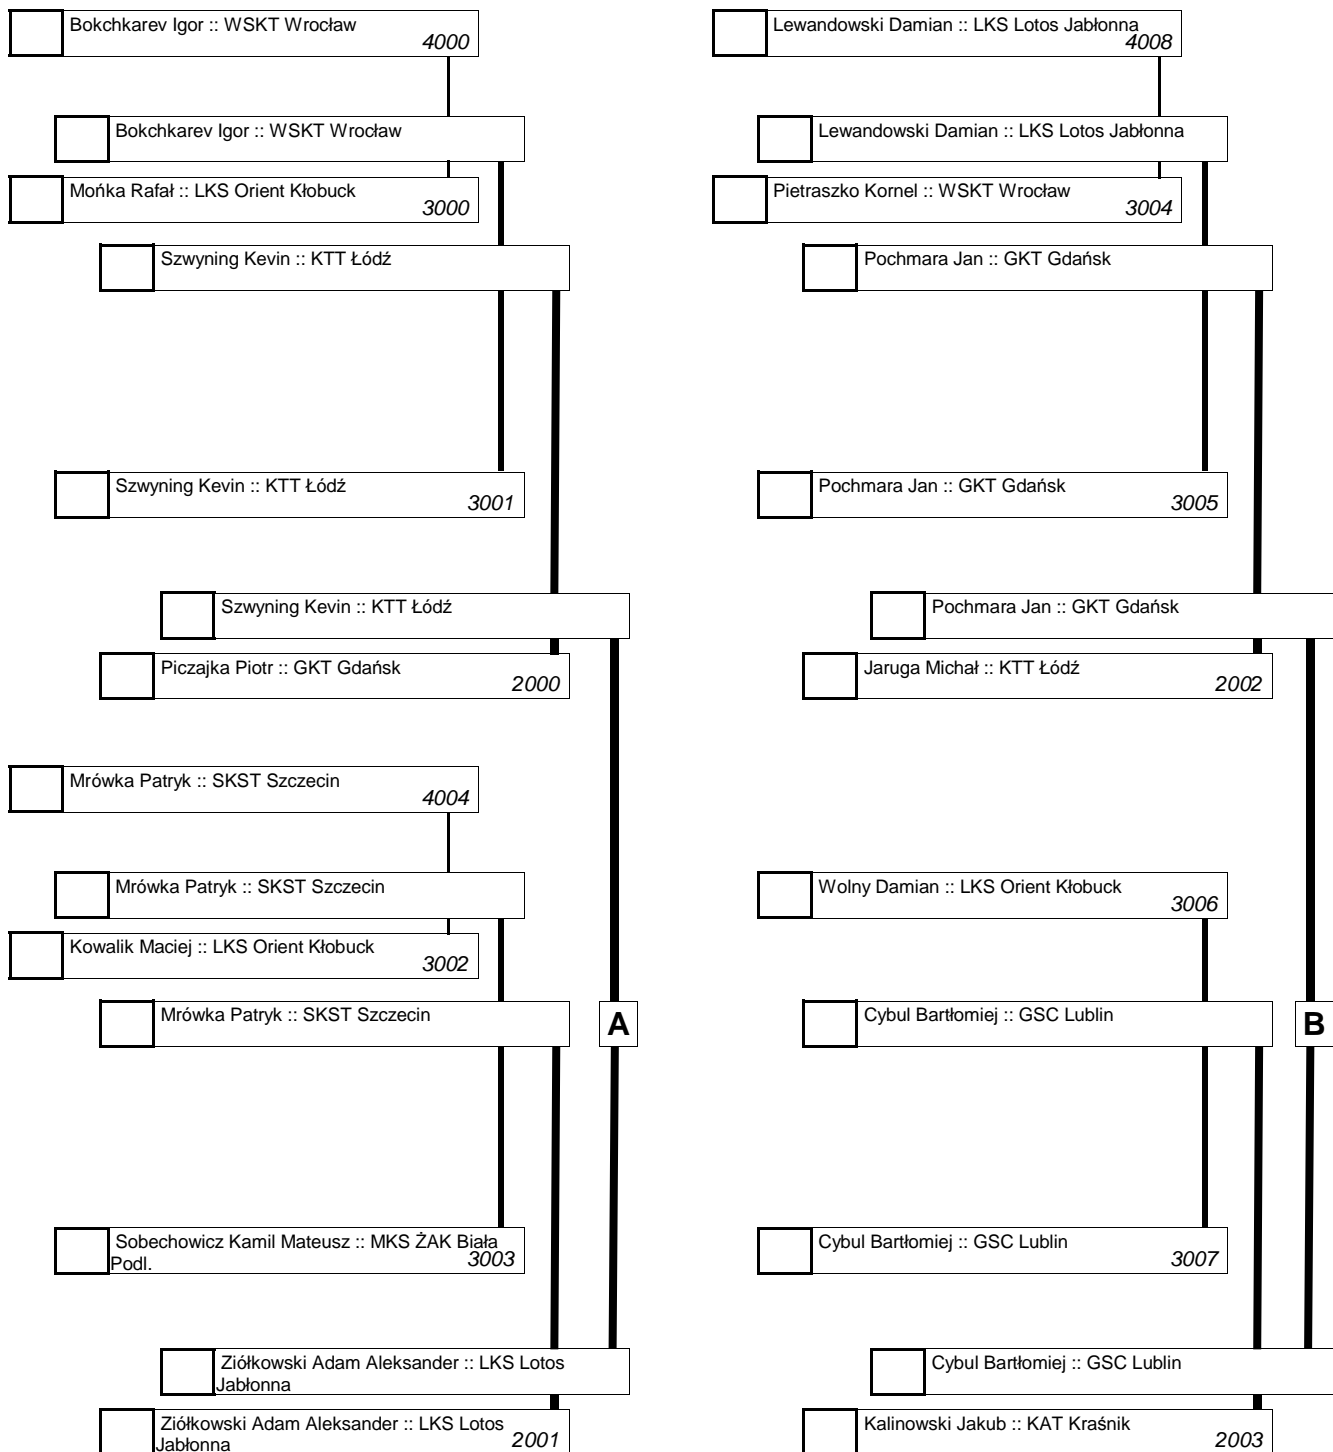 Bokchkarev Igor :: WSKT Wrocław
4000
Bokchkarev Igor :: WSKT Wrocław
Mońka Rafał :: LKS Orient Kłobuck
3000
Szwyning Kevin :: KTT Łódź
Szwyning Kevin :: KTT Łódź
3001
Szwyning Kevin :: KTT Łódź
Piczajka Piotr :: GKT Gdańsk
2000
Mrówka Patryk :: SKST Szczecin
4004
Mrówka Patryk :: SKST Szczecin
Kowalik Maciej :: LKS Orient Kłobuck
3002
Mrówka Patryk :: SKST Szczecin
A
Sobechowicz Kamil Mateusz :: MKS ŻAK Biała
Podl.
3003
Ziółkowski Adam Aleksander :: LKS Lotos
Jabłonna
Ziółkowski Adam Aleksander :: LKS Lotos
Jabłonna
2001
Lewandowski Damian :: LKS Lotos Jabłonna
4008
Lewandowski Damian :: LKS Lotos Jabłonna
Pietraszko Kornel :: WSKT Wrocław
3004
Pochmara Jan :: GKT Gdańsk
Pochmara Jan :: GKT Gdańsk
3005
Pochmara Jan :: GKT Gdańsk
Jaruga Michał :: KTT Łódź
2002
Wolny Damian :: LKS Orient Kłobuck
3006
Cybul Bartłomiej :: GSC Lublin
B
Cybul Bartłomiej :: GSC Lublin
3007
Cybul Bartłomiej :: GSC Lublin
Kalinowski Jakub :: KAT Kraśnik
2003